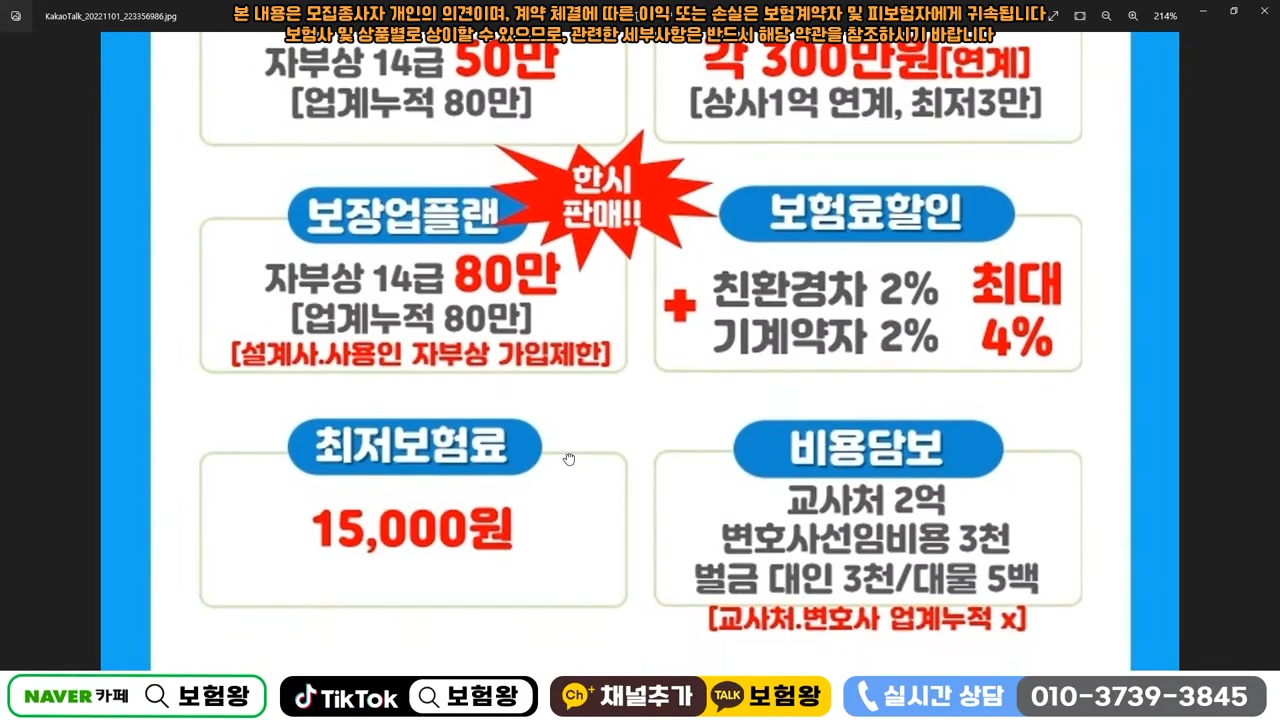 KakaoTalk_20221101_223356986.jpg
본 내용은 모집종사자 개인의 의견이며, 계약 체결에 따른 이익 또는 손실은 보험계약자 및 피보험자에게 귀속됩니다
보험사 및 상품별로 상이할 수 있으므로, 관련한 세부사항은 반드시 해당 약관을 참조하시기 바랍니다
214%
자부상 14급 50만
[업계누적 80만]
각 300만원[연계]
[상사1억 연계, 최저3만]
한시
판매!!
보장업플랜
자부상 14급 80만
[업계누적 80만]
[설계사.사용인 자부상 가입제한]
보험료할인
+ 친환경차 2%
기계약자 2%
최대
4%
최저보험료
15,000원
비용담보
교사처 2억
변호사선임비용 3천
벌금 대인 3천/대물 5백
[교사처.변호사 업계누적 x]
NAVER 카페 보험왕
TikTok 보험왕
Ch+ 채널추가 TALK 보험왕
실시간 상담 010-3739-3845